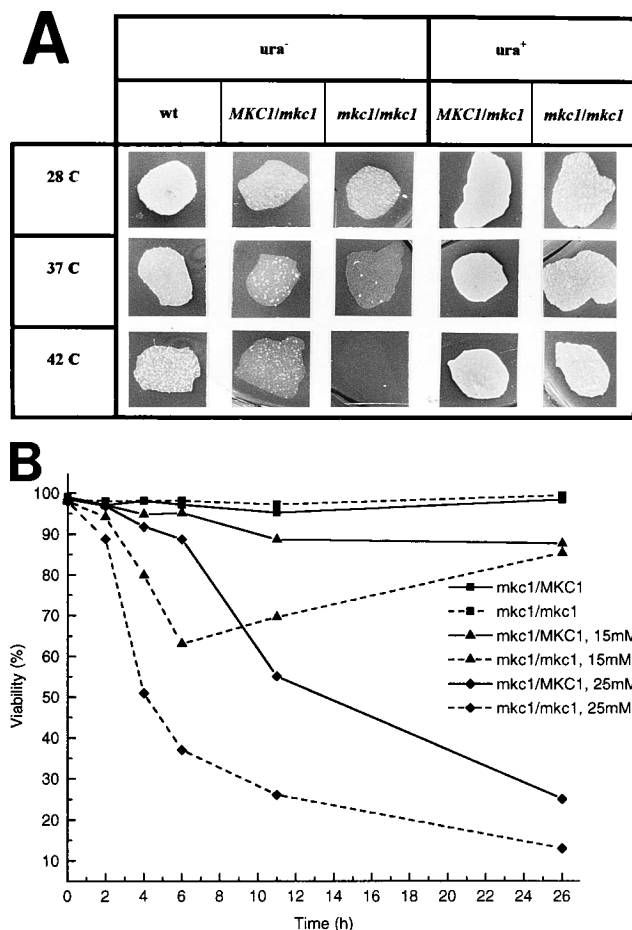 A
ura⁻ ura⁺
wt MKC1/mkc1 mkc1/mkc1 MKC1/mkc1 mkc1/mkc1
28 C
37 C
42 C
B
100
90
80
70
60
50
40
30
20
10
Viability (%)
mkc1/MKC1
mkc1/mkc1
mkc1/MKC1, 15mM
mkc1/mkc1, 15mM
mkc1/MKC1, 25mM
mkc1/mkc1, 25mM
0 2 4 6 8 10 12 14 16 18 20 22 24 26
Time (h)